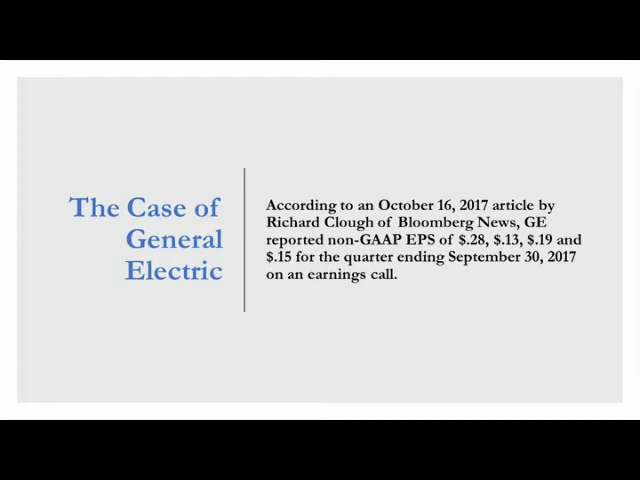 The Case of
General
Electric
According to an October 16, 2017 article by
Richard Clough of Bloomberg News, GE
reported non-GAAP EPS of $.28, $.13, $.19 and
$.15 for the quarter ending September 30, 2017
on an earnings call.